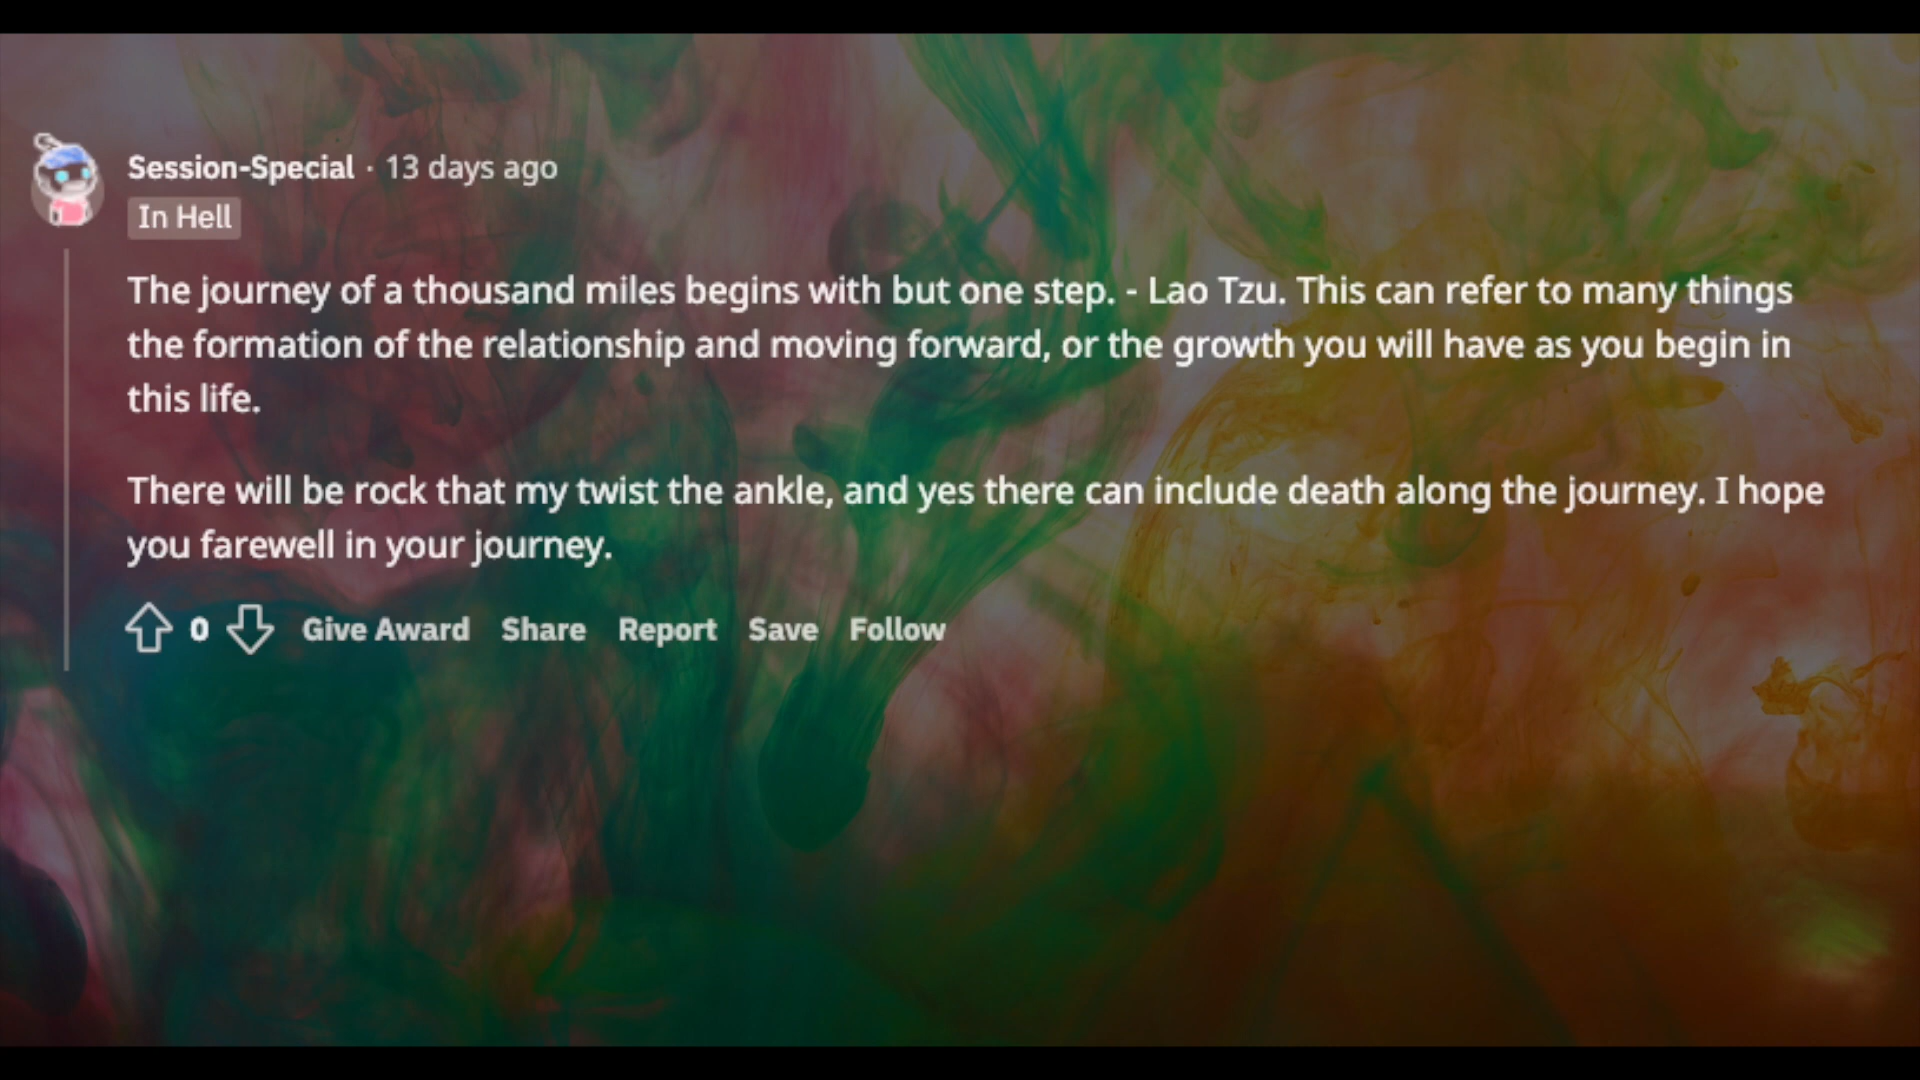 Session-Special · 13 days ago
In Hell
The journey of a thousand miles begins with but one step. - Lao Tzu. This can refer to many things
the formation of the relationship and moving forward, or the growth you will have as you begin in
this life.
There will be rock that my twist the ankle, and yes there can include death along the journey. I hope
you farewell in your journey.
0 Give Award Share Report Save Follow